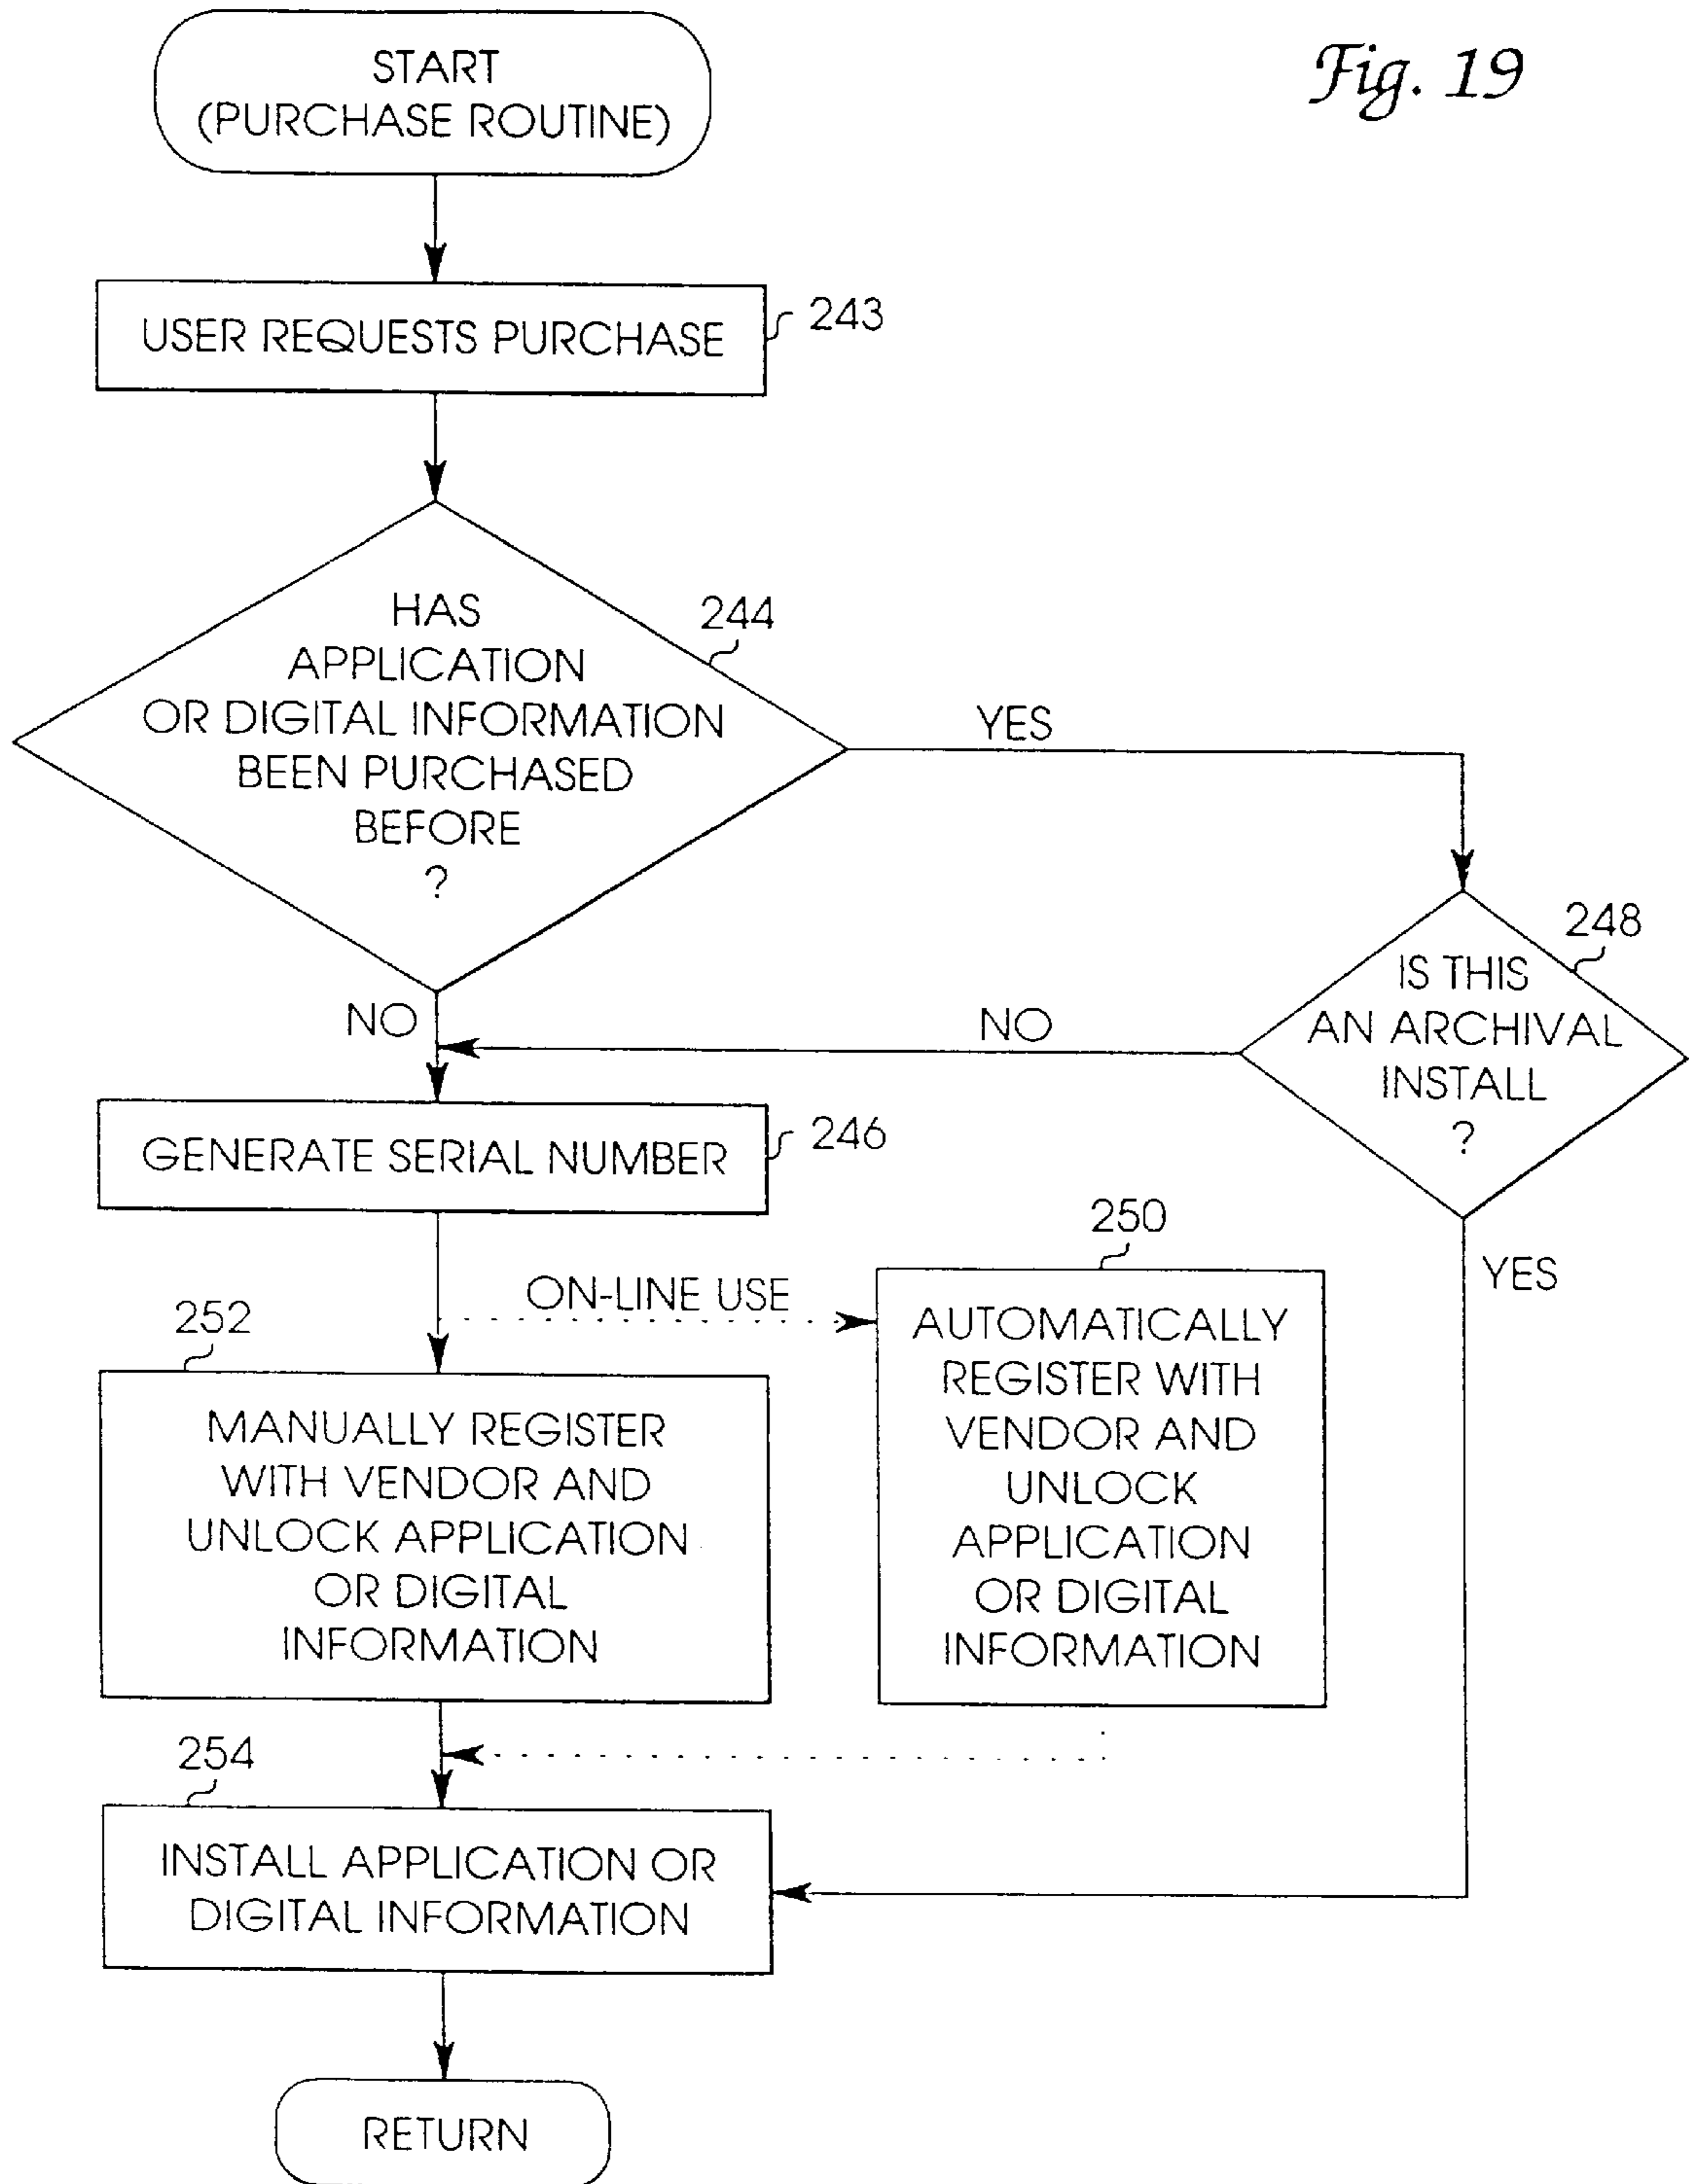 Fig. 19
START
(PURCHASE ROUTINE)
USER REQUESTS PURCHASE
243
HAS
APPLICATION
OR DIGITAL INFORMATION
BEEN PURCHASED
BEFORE
?
244
YES
NO
248
IS THIS
AN ARCHIVAL
INSTALL
?
NO
YES
GENERATE SERIAL NUMBER
246
ON-LINE USE
250
AUTOMATICALLY
REGISTER WITH
VENDOR AND
UNLOCK
APPLICATION
OR DIGITAL
INFORMATION
252
MANUALLY REGISTER
WITH VENDOR AND
UNLOCK APPLICATION
OR DIGITAL
INFORMATION
254
INSTALL APPLICATION OR
DIGITAL INFORMATION
RETURN